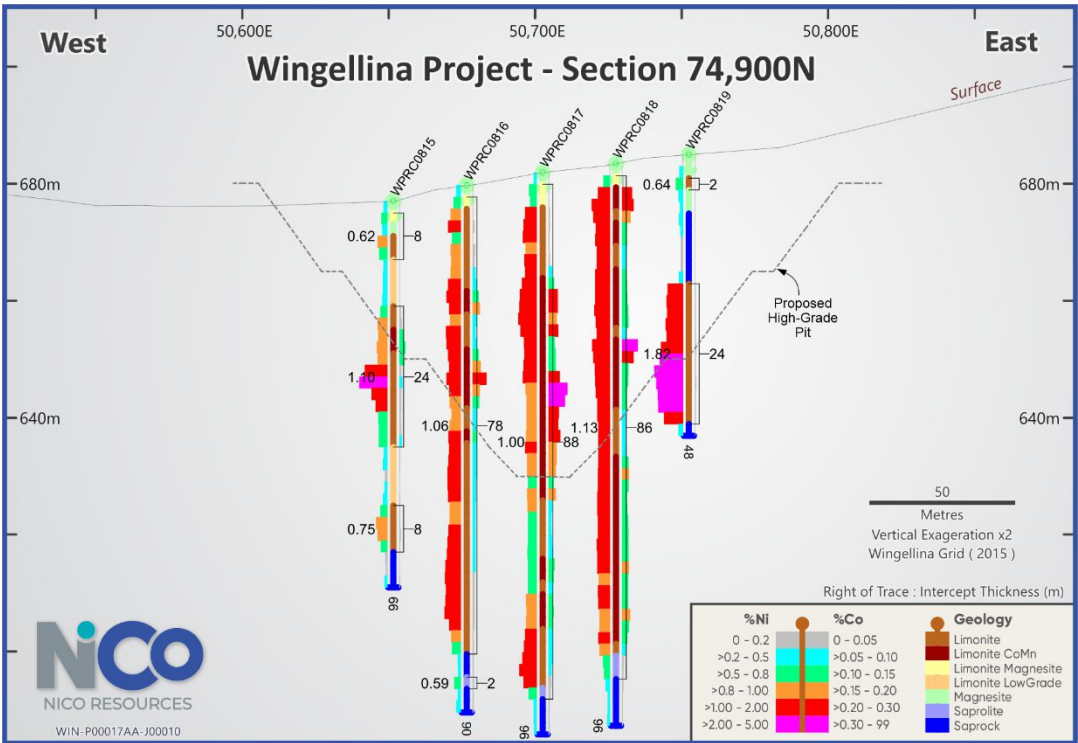 50,600
50,700
50,800
West
East
Wingellina Project - Section 74,900N
Surface
WPRC0815
WPRC0816
WPRC0817
WPRC0818
WPRC0819
680m
680m
0.64
2
0.62
8
Proposed
High-Grade
Pit
1.10
24
1.82
24
640m
640m
1.06
78
1.00
88
1.13
86
48
0.75
8
66
0.59
2
90
96
96
50
Metres
Vertical Exageration x2
Wingellina Grid ( 2015 )
Right of Trace : Intercept Thickness (m)
%Ni
%Co
Geology
0 - 0.2
0 - 0.05
Limonite
>0.2 - 0.5
>0.05 - 0.10
Limonite CoMn
>0.5 - 0.8
>0.10 - 0.15
Limonite Magnesite
>0.8 - 1.00
>0.15 - 0.20
Limonite LowGrade
>1.00 - 2.00
>0.20 - 0.30
Magnesite
>2.00 - 5.00
>0.30 - 99
Saprolite
Saprock
NiCo
NICO RESOURCES
WIN-P00017AA-J00010